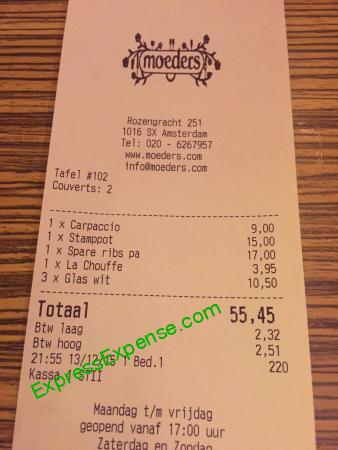 moeders
Rozengracht 251
1016 SX Amsterdam
Tel: 020 - 6267957
www.moeders.com
info@moeders.com
Tafel #102
Couverts: 2
1 x Carpaccio 9,00
1 x Stamppot 15,00
1 x Spare ribs pa 17,00
1 x La Chouffe 3,95
3 x Glas wit 10,50
Totaal 55,45
Btw laag 2,32
Btw hoog 2,51
21:55 13/12/ Bed.1 220
Kassa
ExpressExpense.com
Maandag t/m vrijdag
geopend vanaf 17:00 uur
Zaterdag en Zondag